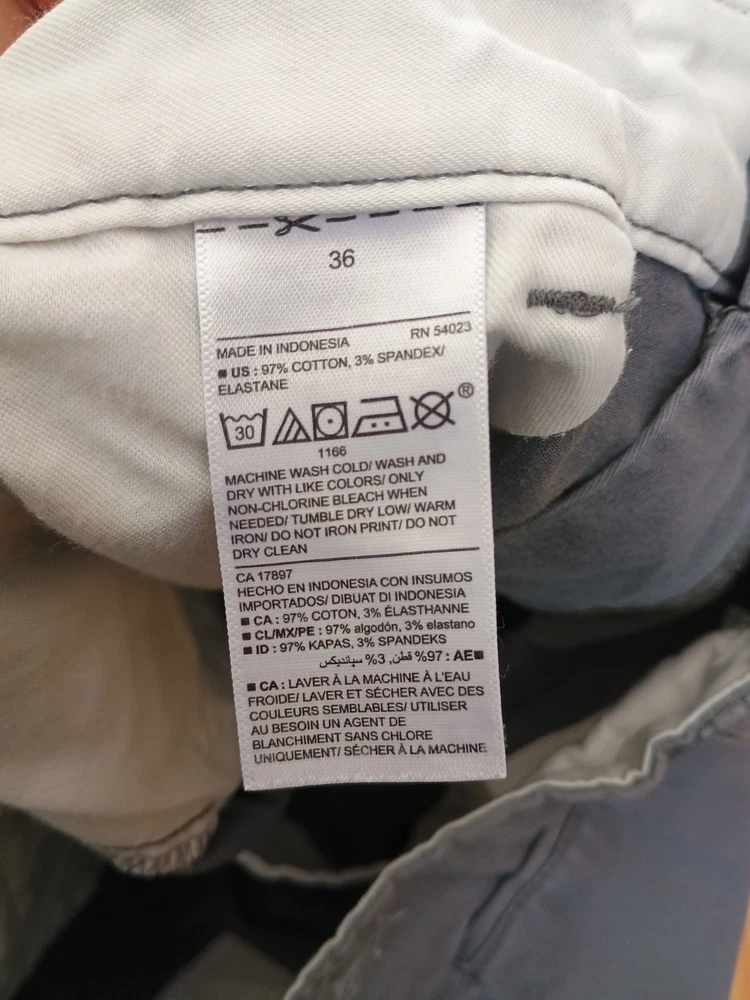 36
MADE IN INDONESIA RN 54023
■ US : 97% COTTON, 3% SPANDEX/
ELASTANE
30 ®
1166
MACHINE WASH COLD/ WASH AND
DRY WITH LIKE COLORS/ ONLY
NON-CHLORINE BLEACH WHEN
NEEDED/ TUMBLE DRY LOW/ WARM
IRON/ DO NOT IRON PRINT/ DO NOT
DRY CLEAN
CA 17897
HECHO EN INDONESIA CON INSUMOS
IMPORTADOS/ DIBUAT DI INDONESIA
■ CA : 97% COTON, 3% ÉLASTHANNE
■ CL/MX/PE : 97% algodón, 3% elastano
■ ID : 97% KAPAS, 3% SPANDEKS
■AE : 97% قطن, 3% سپانديكس
■ CA : LAVER À LA MACHINE À L'EAU
FROIDE/ LAVER ET SÉCHER AVEC DES
COULEURS SEMBLABLES/ UTILISER
AU BESOIN UN AGENT DE
BLANCHIMENT SANS CHLORE
UNIQUEMENT/ SÉCHER À LA MACHINE